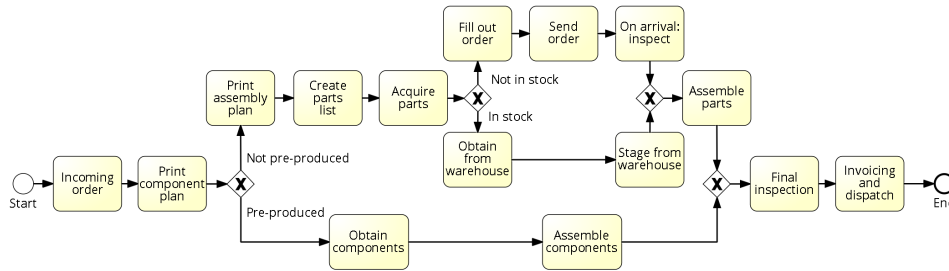 Fill out
order
Send
order
On arrival:
inspect
Not in stock
Print
assembly
plan
Create
parts
list
Acquire
parts
X
X
Assemble
parts
In stock
Obtain
from
warehouse
Stage from
warehouse
Not pre-produced
Start
Incoming
order
Print
component
plan
X
X
Final
inspection
Invoicing
and
dispatch
Pre-produced
Obtain
components
Assemble
components